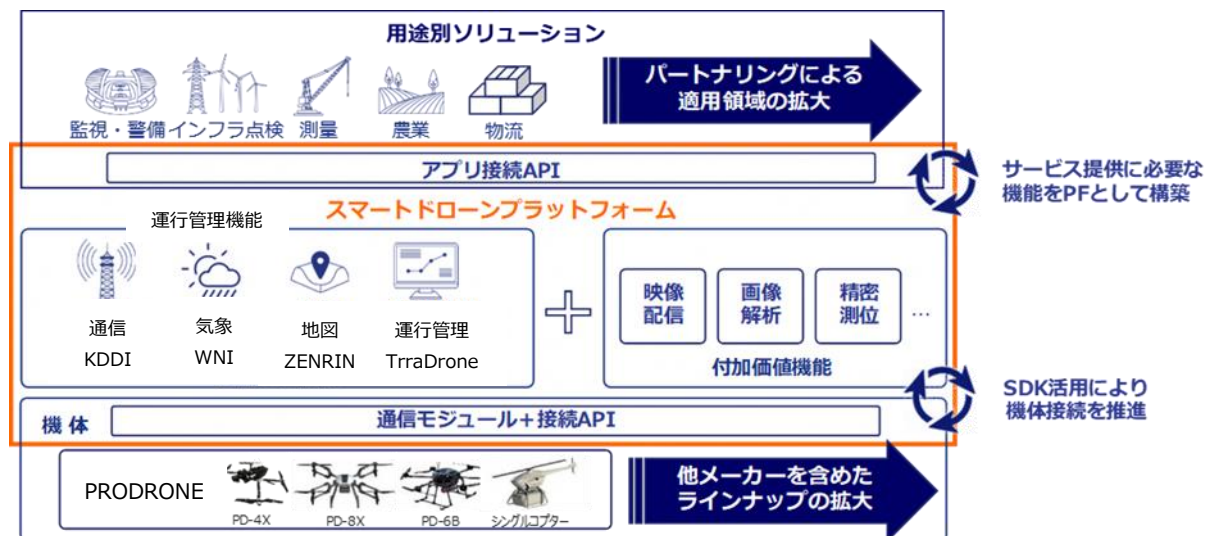 用途別ソリューション
パートナリングによる
適用領域の拡大
監視・警備 インフラ点検 測量 農業 物流
アプリ接続API
サービス提供に必要な
機能をPFとして構築
スマートドローンプラットフォーム
運行管理機能
通信 気象 地図 運行管理
KDDI WNI ZENRIN TrraDrone
映像
配信
画像
解析
精密
測位
…
付加価値機能
SDK活用により
機体接続を推進
機体
通信モジュール+接続API
PRODRONE
PD-4X PD-8X PD-6B シングルコプター
他メーカーを含めた
ラインナップの拡大